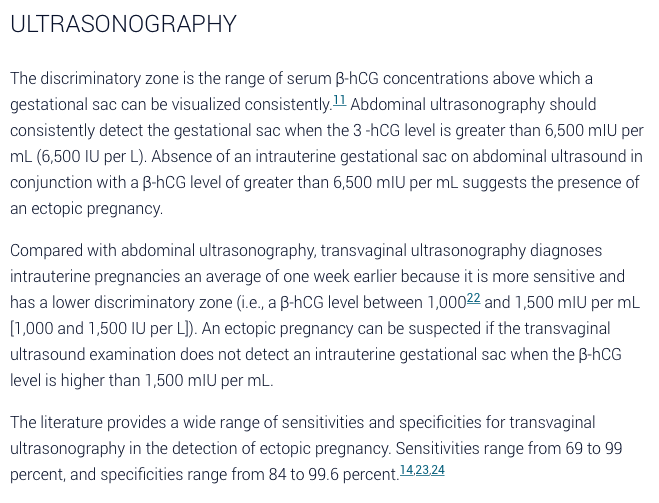 ULTRASONOGRAPHY
The discriminatory zone is the range of serum β-hCG concentrations above which a
gestational sac can be visualized consistently.11 Abdominal ultrasonography should
consistently detect the gestational sac when the 3 -hCG level is greater than 6,500 mIU per
mL (6,500 IU per L). Absence of an intrauterine gestational sac on abdominal ultrasound in
conjunction with a β-hCG level of greater than 6,500 mIU per mL suggests the presence of
an ectopic pregnancy.
Compared with abdominal ultrasonography, transvaginal ultrasonography diagnoses
intrauterine pregnancies an average of one week earlier because it is more sensitive and
has a lower discriminatory zone (i.e., a β-hCG level between 1,00022 and 1,500 mIU per mL
[1,000 and 1,500 IU per L]). An ectopic pregnancy can be suspected if the transvaginal
ultrasound examination does not detect an intrauterine gestational sac when the β-hCG
level is higher than 1,500 mIU per mL.
The literature provides a wide range of sensitivities and specificities for transvaginal
ultrasonography in the detection of ectopic pregnancy. Sensitivities range from 69 to 99
percent, and specificities range from 84 to 99.6 percent.14,23,24